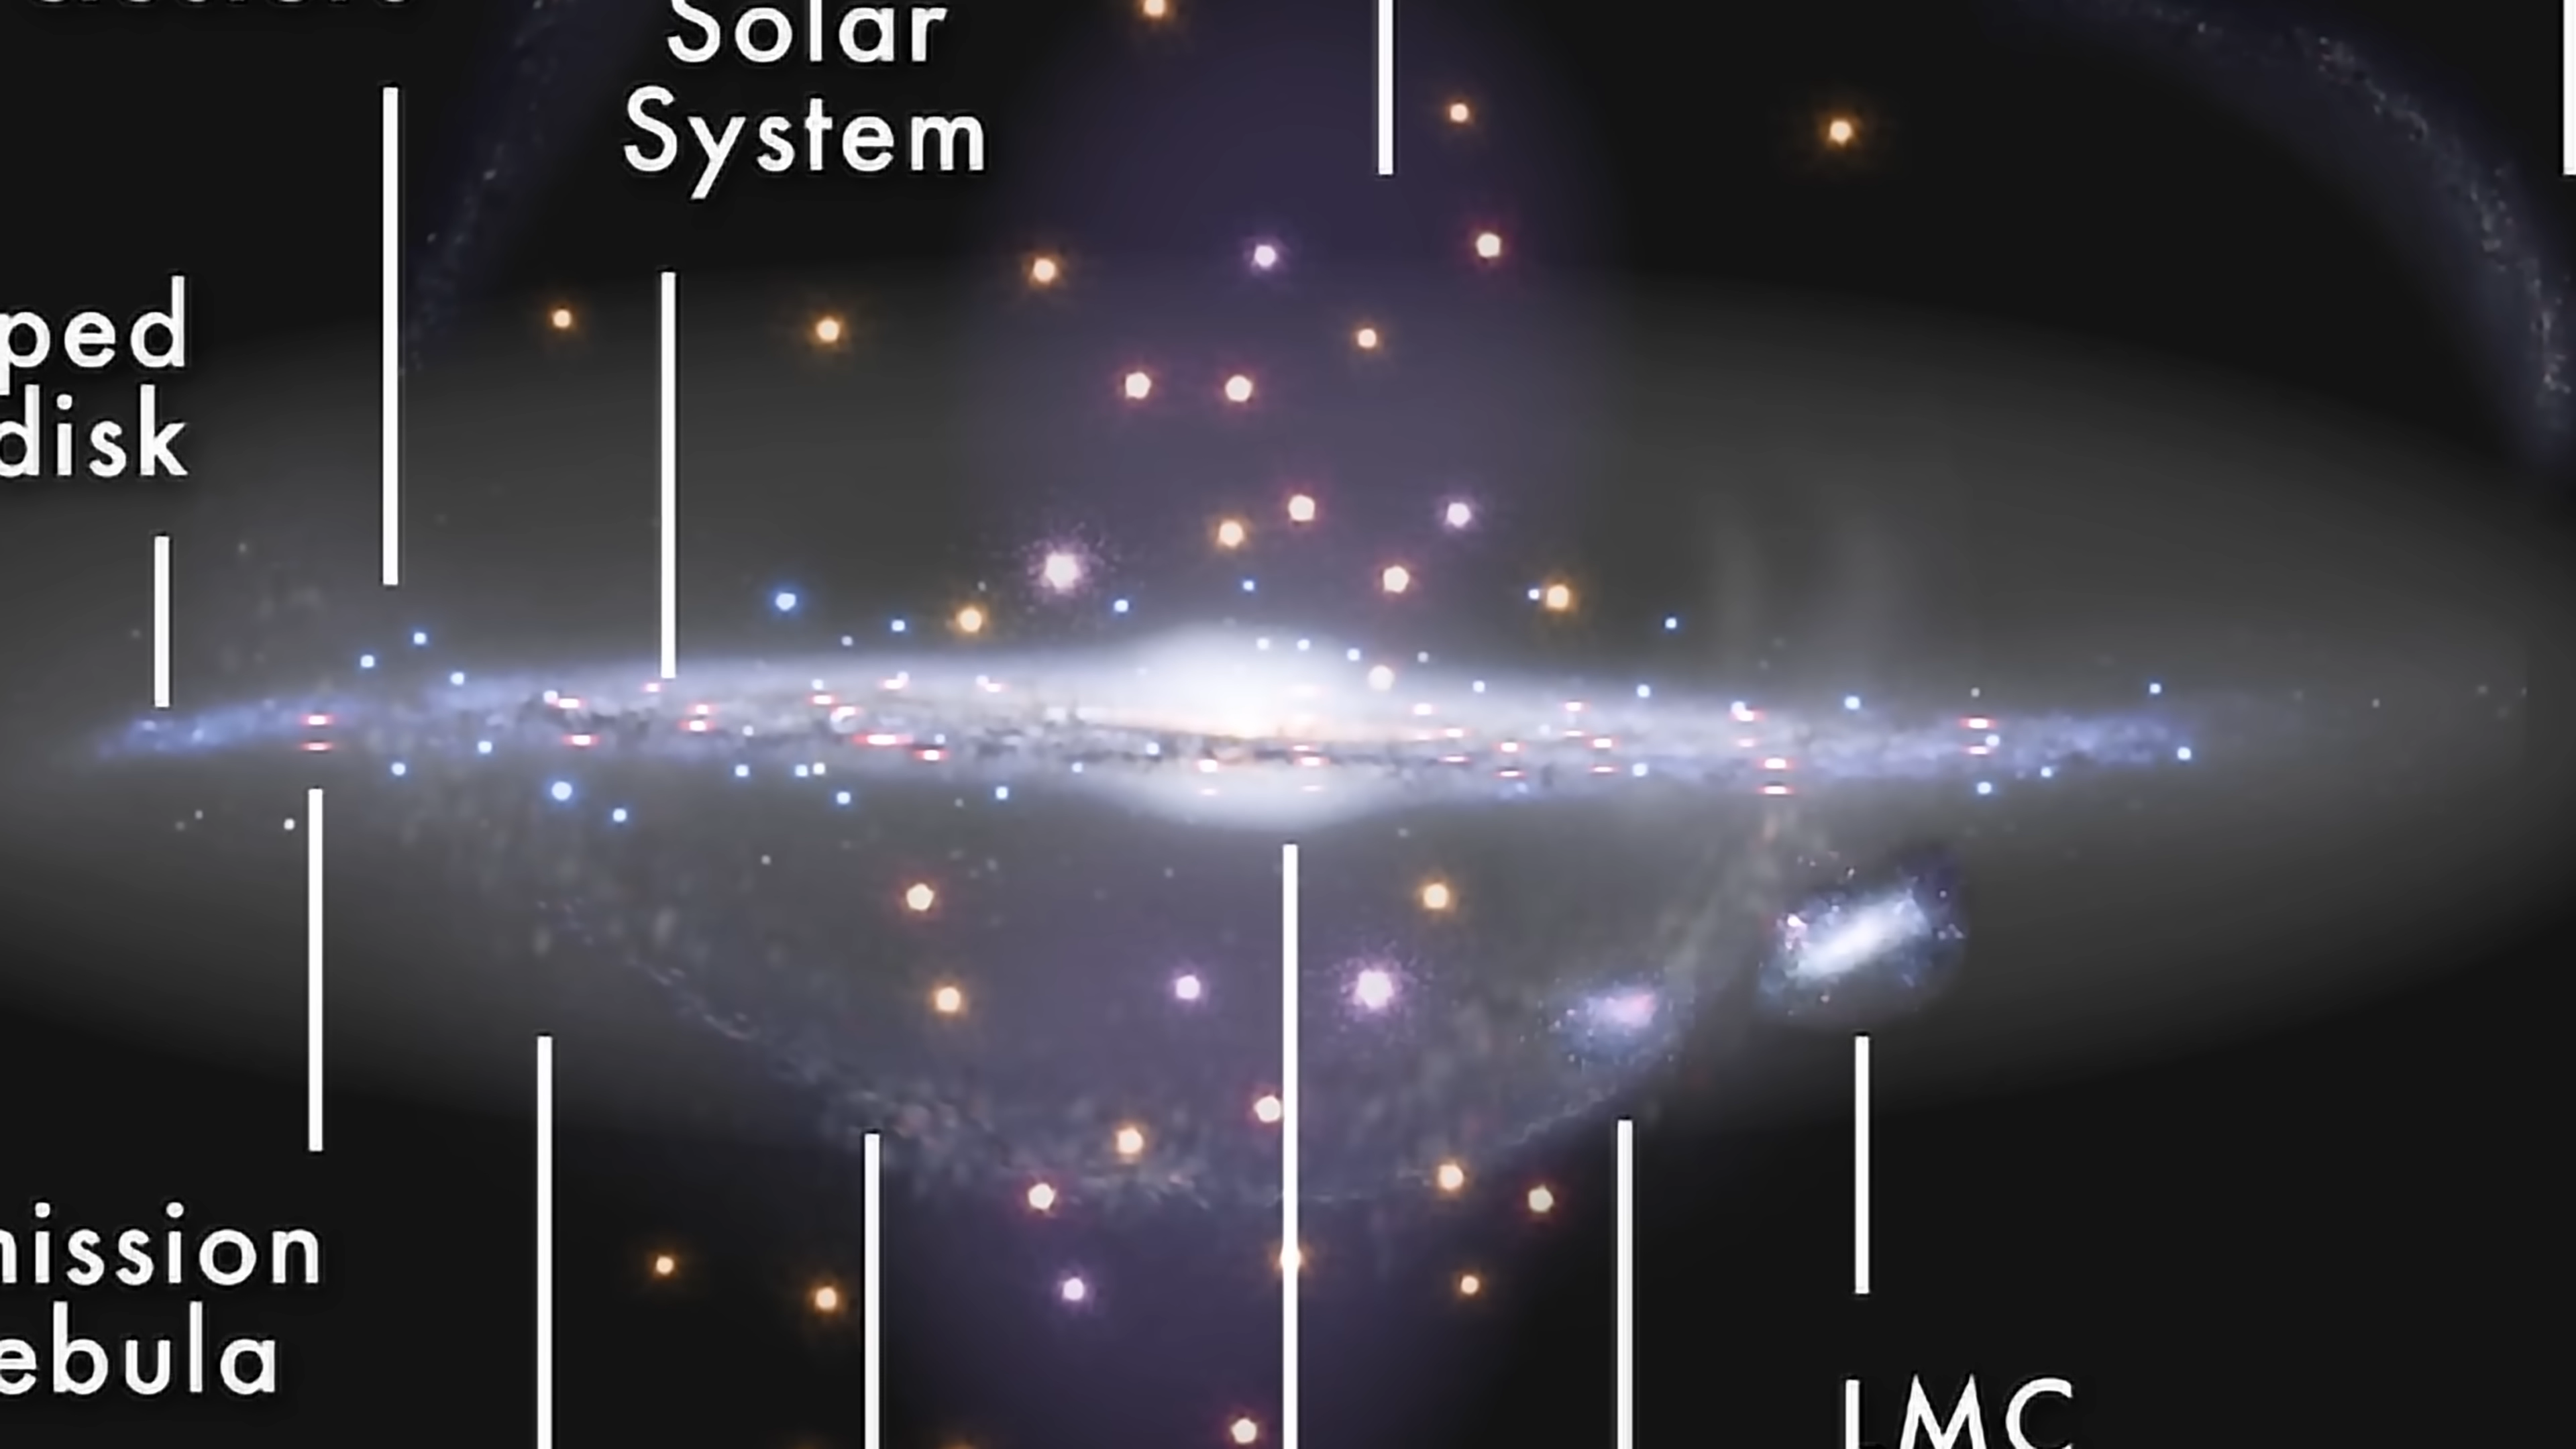 Solar
System
ped
disk
nission
ebula
LMC